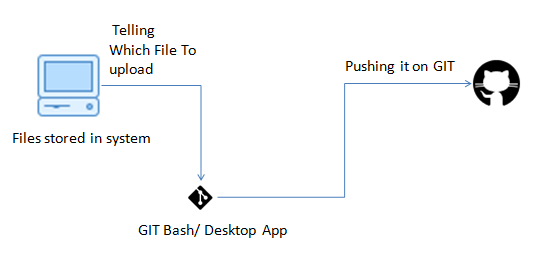 Telling
Which File To
upload
Pushing it on GIT
Files stored in system
GIT Bash/ Desktop App